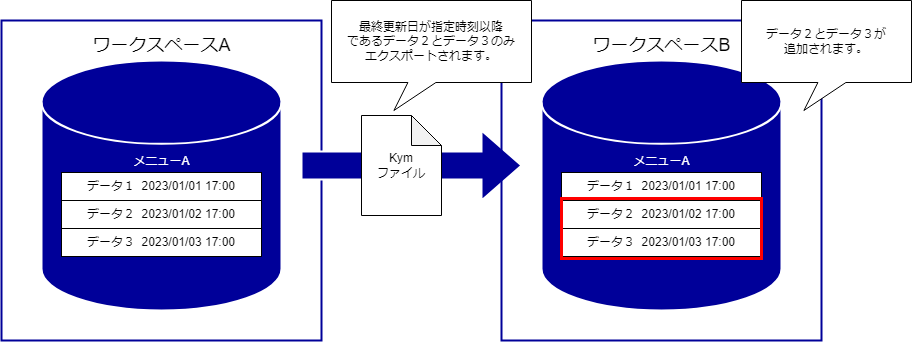 ワークスペースA
メニューA
データ１ 2023/01/01 17:00
データ２ 2023/01/02 17:00
データ３ 2023/01/03 17:00
最終更新日が指定時刻以降
であるデータ２とデータ３のみ
エクスポートされます。
Kym
ファイル
ワークスペースB
データ２とデータ３が
追加されます。
メニューA
データ１ 2023/01/01 17:00
データ２ 2023/01/02 17:00
データ３ 2023/01/03 17:00